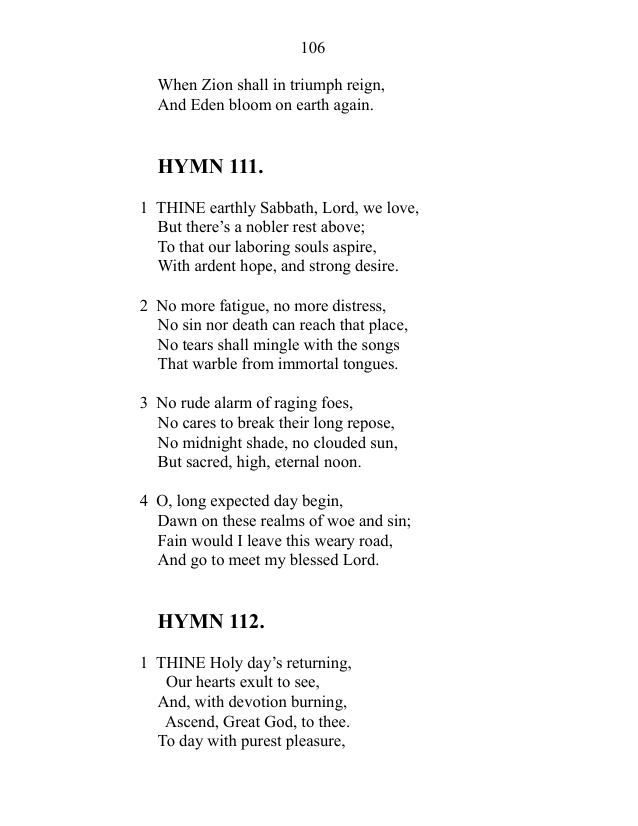 106
When Zion shall in triumph reign,
And Eden bloom on earth again.
HYMN 111.
1 THINE earthly Sabbath, Lord, we love,
But there’s a nobler rest above;
To that our laboring souls aspire,
With ardent hope, and strong desire.
2 No more fatigue, no more distress,
No sin nor death can reach that place,
No tears shall mingle with the songs
That warble from immortal tongues.
3 No rude alarm of raging foes,
No cares to break their long repose,
No midnight shade, no clouded sun,
But sacred, high, eternal noon.
4 O, long expected day begin,
Dawn on these realms of woe and sin;
Fain would I leave this weary road,
And go to meet my blessed Lord.
HYMN 112.
1 THINE Holy day’s returning,
Our hearts exult to see,
And, with devotion burning,
Ascend, Great God, to thee.
To day with purest pleasure,